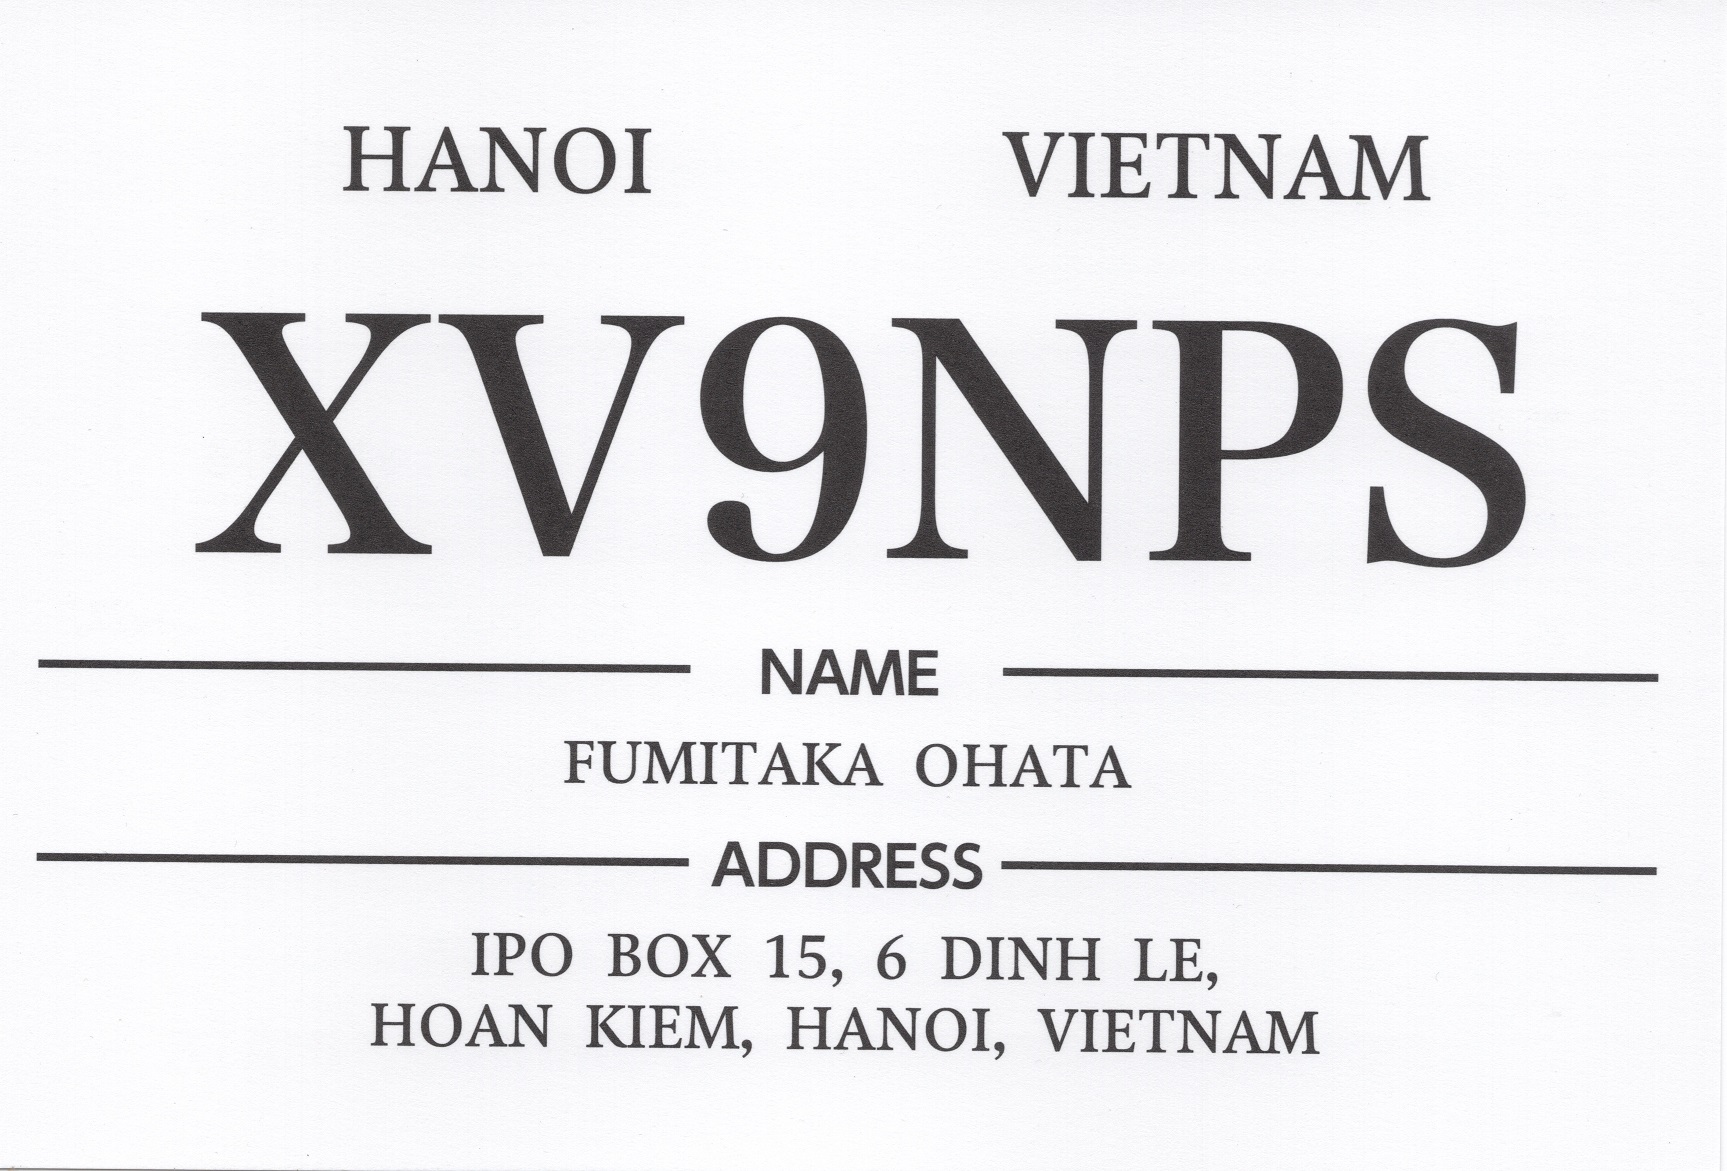 HANOI VIETNAM
XV9NPS
NAME
FUMITAKA OHATA
ADDRESS
IPO BOX 15, 6 DINH LE,
HOAN KIEM, HANOI, VIETNAM